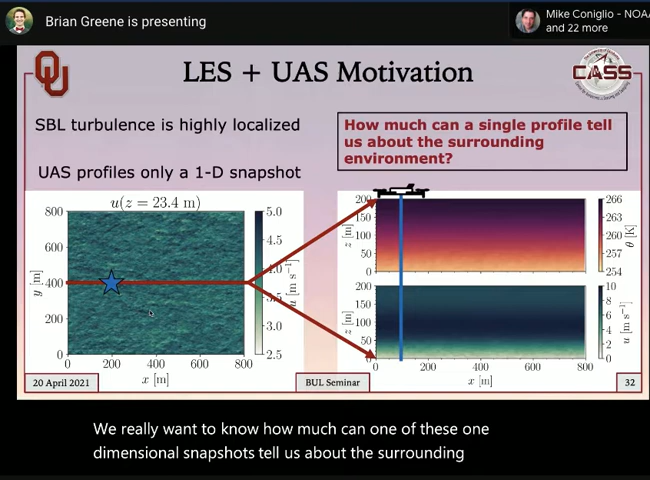 Brian Greene is presenting
Mike Coniglio - NOAA
and 22 more
OU
LES + UAS Motivation
CASS
SBL turbulence is highly localized
UAS profiles only a 1-D snapshot
How much can a single profile tell
us about the surrounding
environment?
u(z = 23.4 m)
800
600
400
200
0
y [m]
0 200 400 600 800
x [m]
5.0
4.0
3.5
3.0
2.5
u [m s⁻¹]
200
150
100
50
0
z [m]
266
263
260
257
254
θ [K]
200
150
100
50
0
z [m]
10
8
6
4
2
0
u [m s⁻¹]
0 200 400 600 800
x [m]
20 April 2021
BUL Seminar
32
We really want to know how much can one of these one
dimensional snapshots tell us about the surrounding